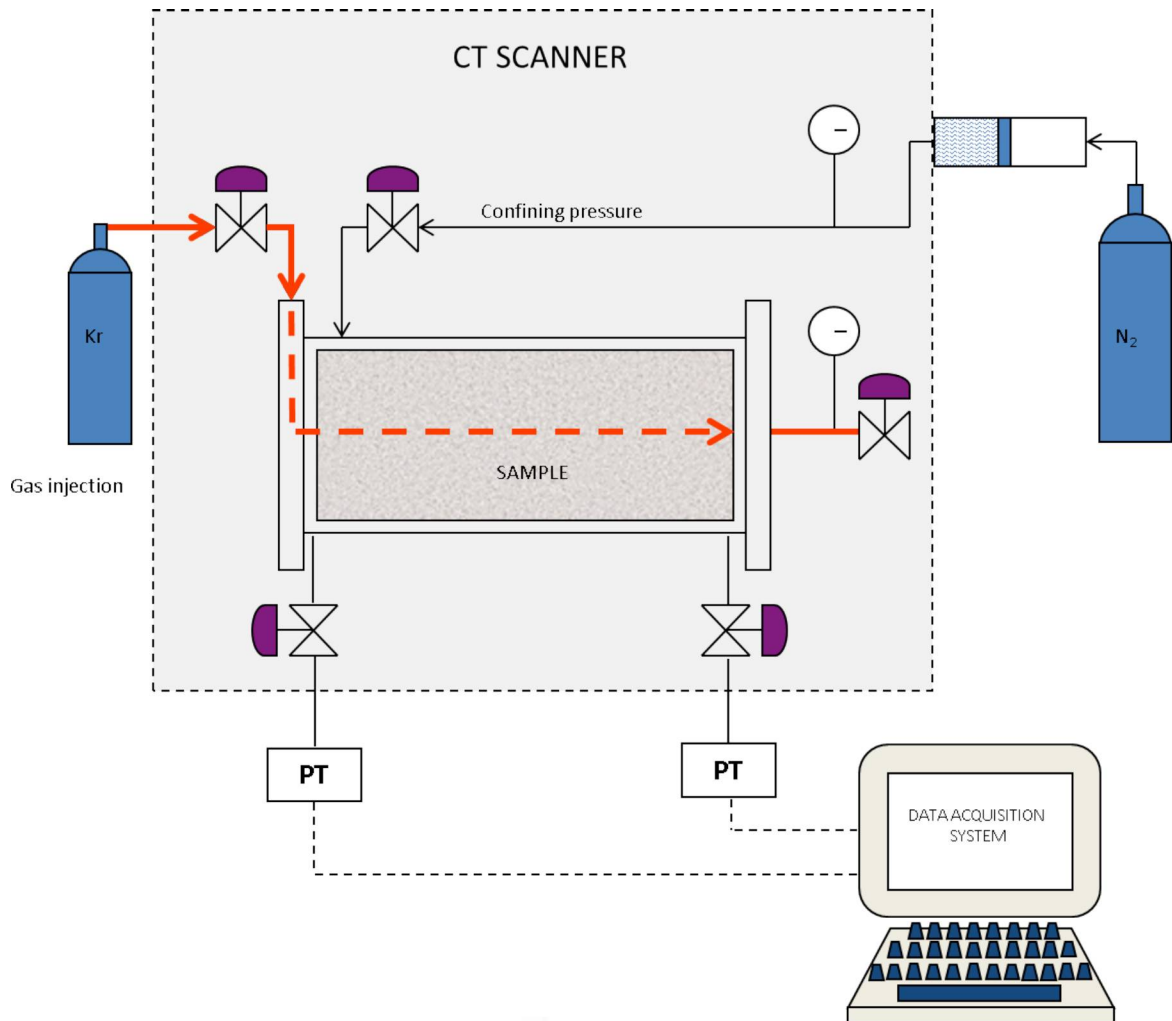 CT SCANNER
Confining pressure
Kr
N₂
Gas injection
SAMPLE
PT
PT
DATA ACQUISITION
SYSTEM